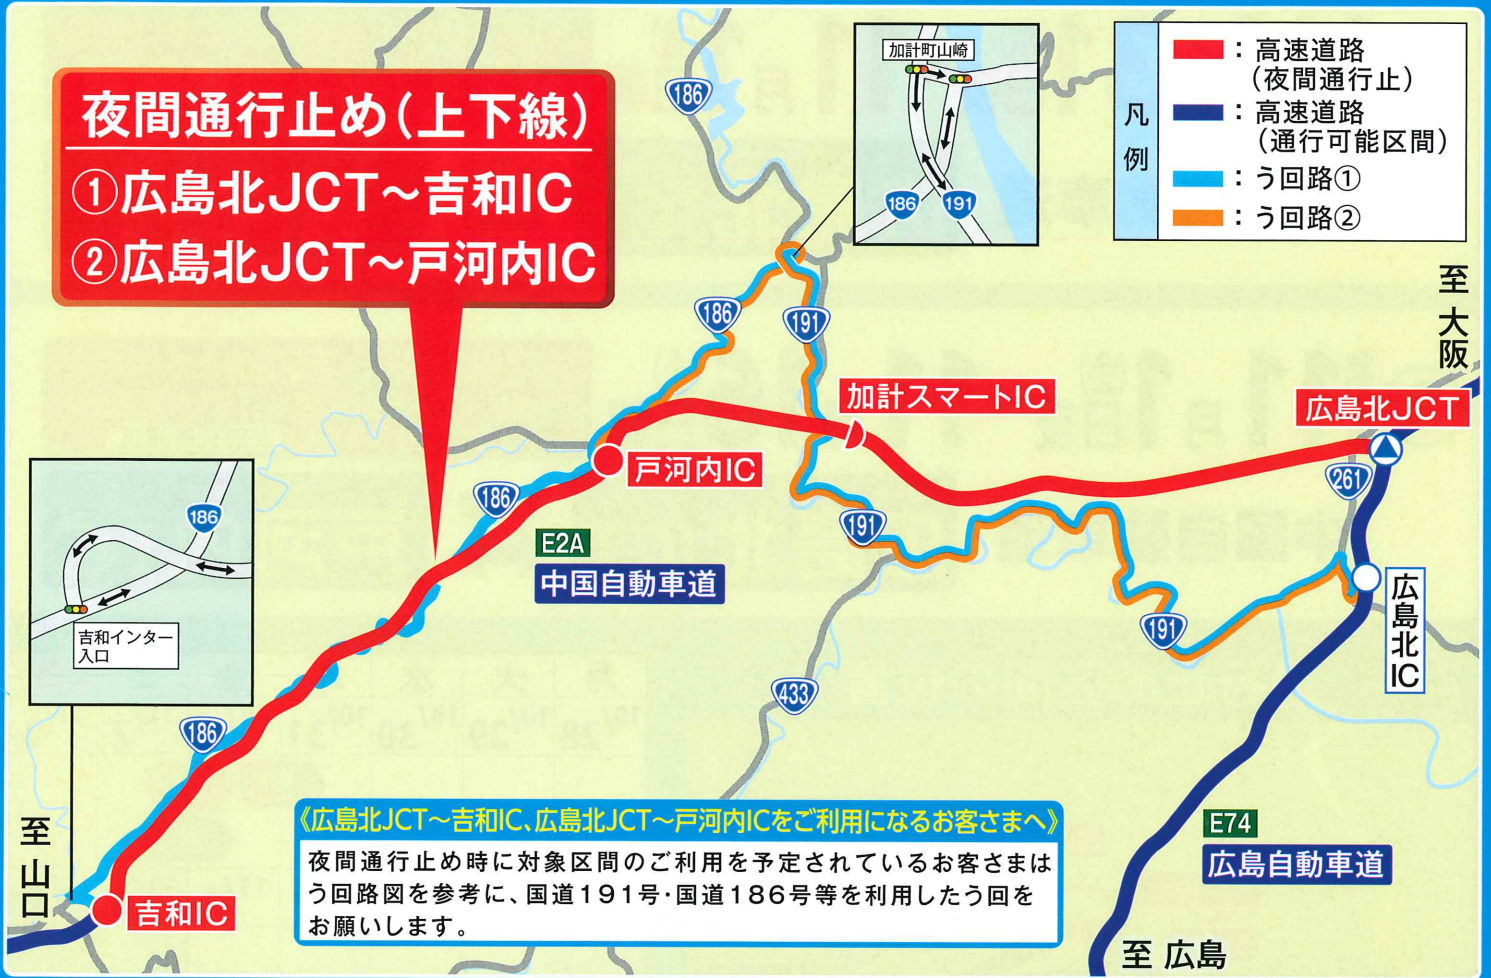 夜間通行止め(上下線)
①広島北JCT～吉和IC
②広島北JCT～戸河内IC
186
加計町山崎
186
191
凡例
：高速道路
(夜間通行止)
：高速道路
(通行可能区間)
：う回路①
：う回路②
至大阪
186
191
加計スマートIC
広島北JCT
戸河内IC
261
186
191
E2A
中国自動車道
186
吉和インター
入口
広島北IC
191
433
186
至山口
吉和IC
《広島北JCT～吉和IC、広島北JCT～戸河内ICをご利用になるお客さまへ》
夜間通行止め時に対象区間のご利用を予定されているお客さまは
う回路図を参考に、国道191号・国道186号等を利用したう回を
お願いします。
E74
広島自動車道
至 広島